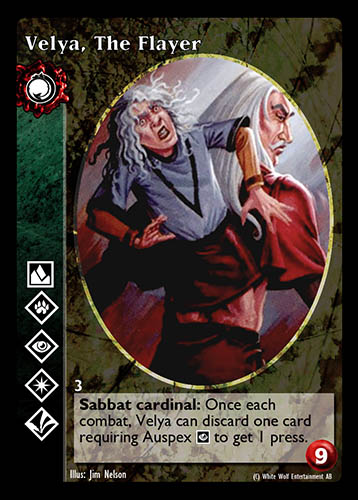 Velya, The Flayer
3
Sabbat cardinal: Once each
combat, Velya can discard one card
requiring Auspex to get 1 press.
9
Illus: Jim Nelson
(C) White Wolf Entertainment AB